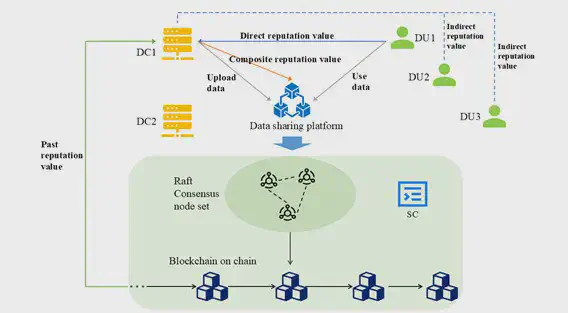 DC1
Direct reputation value
DU1
Indirect
reputation
value
Indirect
reputation
value
Composite reputation value
Upload
data
Use
data
DU2
DC2
Data sharing platform
DU3
Past
reputation
value
Raft
Consensus
node set
SC
Blockchain on chain